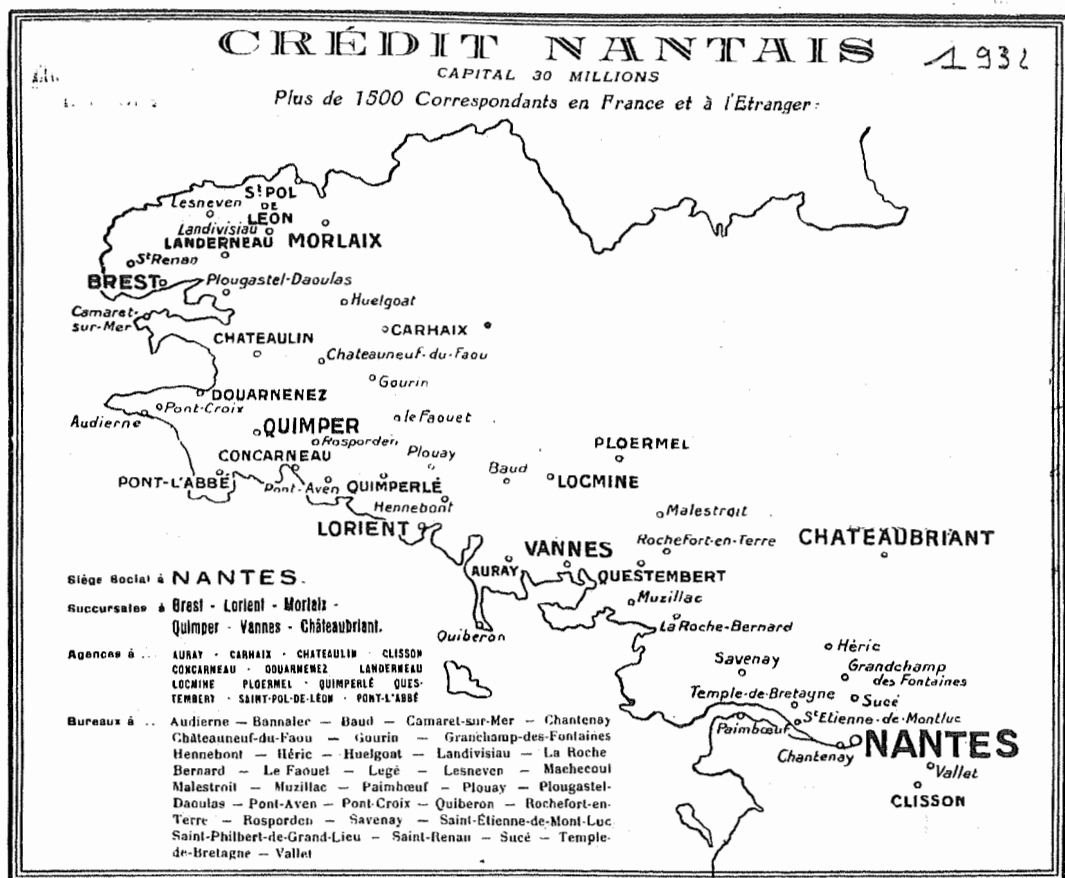 CRÉDIT NANTAIS
1932
CAPITAL 30 MILLIONS
Plus de 1500 Correspondants en France et à l'Etranger
Lesneven
St POL
DE
LEON
Landivisiau
LANDERNEAU
MORLAIX
St Renan
BREST
Plougastel-Daoulas
Huelgoat
Camaret-
sur-Mer
CARHAIX
CHATEAULIN
Chateauneuf-du-Faou
Gourin
DOUARNENEZ
Pont-Croix
Audierne
le Faouet
QUIMPER
Rosporden
PLOERMEL
CONCARNEAU
Plouay
Baud
LOCMINE
PONT-L'ABBÉ
Pont-Aven
QUIMPERLÉ
Hennebont
Malestroit
LORIENT
Rochefort-en-Terre
CHATEAUBRIANT
VANNES
AURAY
QUESTEMBERT
Muzillac
La Roche-Bernard
Quiberon
Héric
Savenay
Grandchamp
des Fontaines
Temple-de-Bretagne
Sucé
St Etienne-de-Montluc
Paimbœuf
NANTES
Chantenay
Vallet
CLISSON
Siège Social à NANTES.
Succursales à Brest - Lorient - Morlaix -
Quimper - Vannes - Châteaubriant.
Agences à ... AURAY - CARHAIX - CHATEAULIN - CLISSON
CONCARNEAU - DOUARNENEZ LANDERNEAU
LOCMINE PLOERMEL - QUIMPERLÉ QUES-
TEMBERT - SAINT-POL-DE-LÉON - PONT-L'ABBÉ
Bureaux à .. Audierne — Bannalec — Baud — Camaret-sur-Mer — Chantenay
Châteauneuf-du-Faou — Gourin — Granchamp-des-Fontaines
Hennebont — Héric — Huelgoat — Landivisiau — La Roche
Bernard — Le Faouet — Legé — Lesneven — Machecoul
Malestroit — Muzillac — Paimbœuf — Plouay — Plougastel-
Daoulas — Pont-Aven — Pont-Croix — Quiberon — Rochefort-en-
Terre — Rosporden — Savenay — Saint-Étienne-de-Mont-Luc
Saint-Philbert-de-Grand-Lieu — Saint-Renan — Sucé — Temple-
de-Bretagne — Vallet